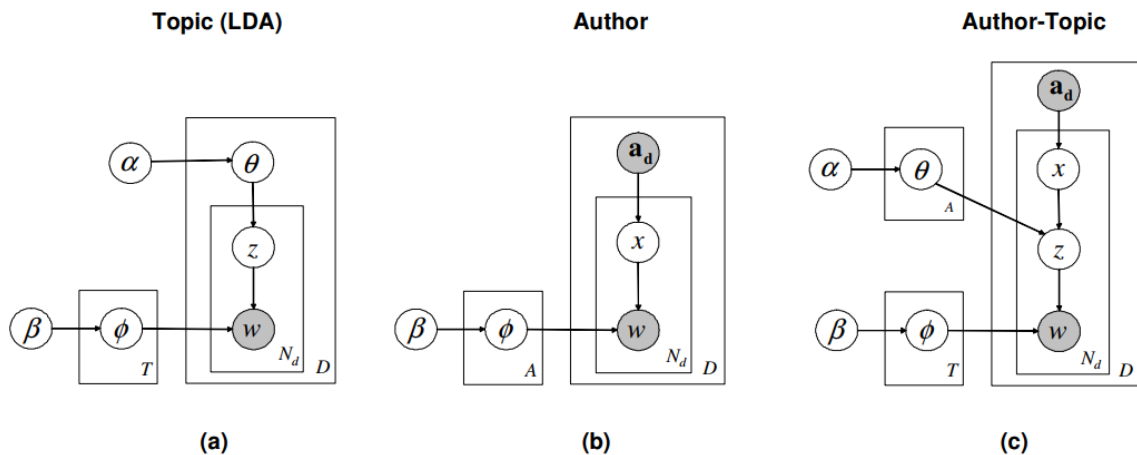 Topic (LDA)
α
θ
z
β
ϕ
w
T
N_d
D
(a)
Author
a_d
x
β
ϕ
w
A
N_d
D
(b)
Author-Topic
a_d
α
θ
x
A
z
β
ϕ
w
T
N_d
D
(c)